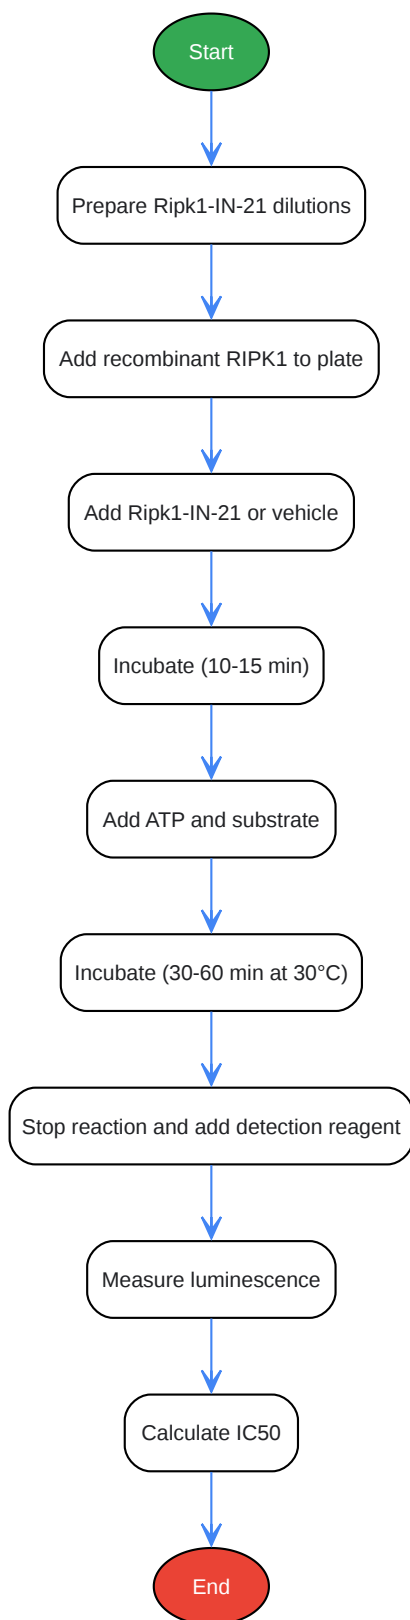 Start
Prepare Ripk1-IN-21 dilutions
Add recombinant RIPK1 to plate
Add Ripk1-IN-21 or vehicle
Incubate (10-15 min)
Add ATP and substrate
Incubate (30-60 min at 30°C)
Stop reaction and add detection reagent
Measure luminescence
Calculate IC50
End